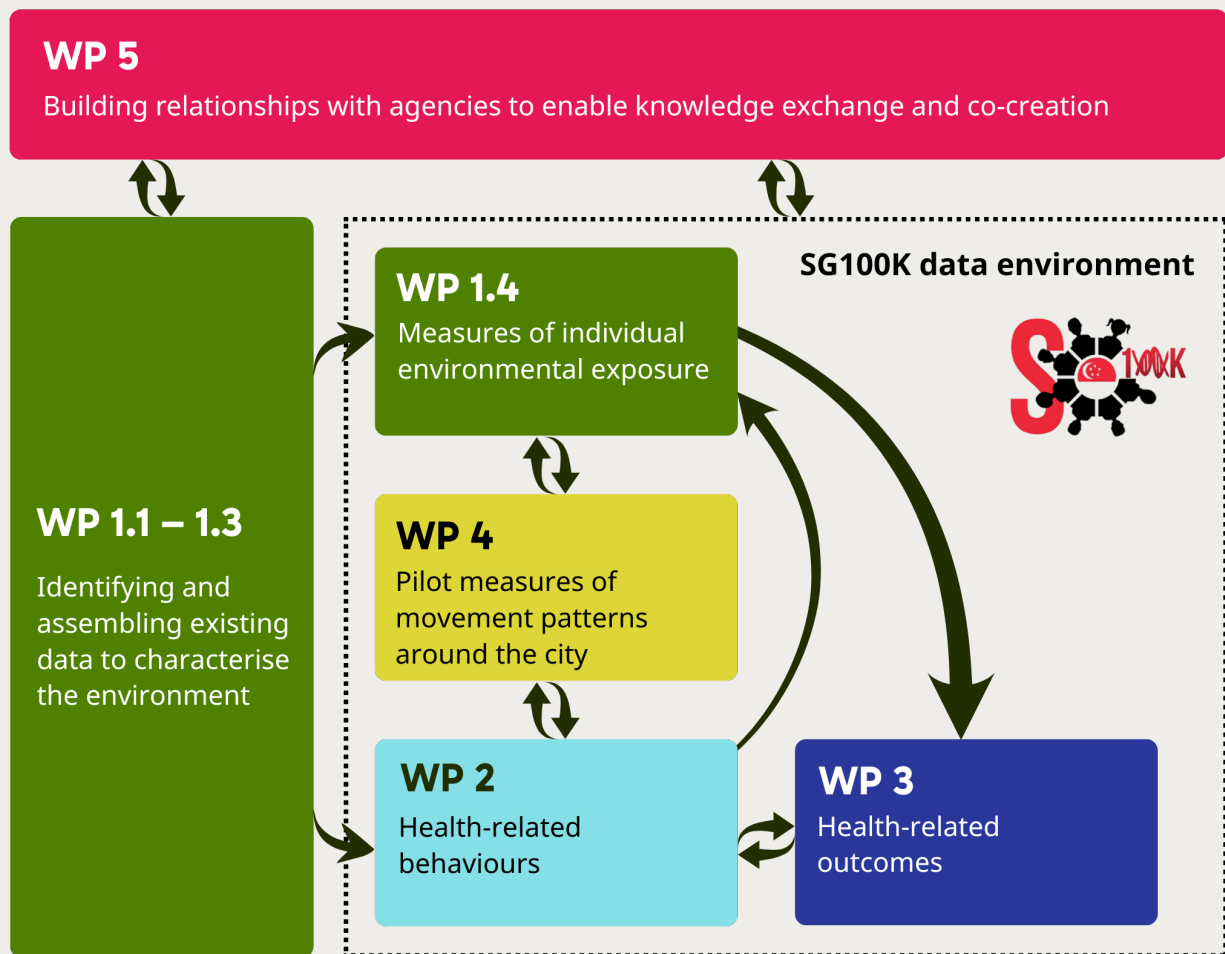 WP 5
Building relationships with agencies to enable knowledge exchange and co-creation
SG100K data environment
S 100K
WP 1.4
Measures of individual
environmental exposure
WP 1.1 – 1.3
Identifying and
assembling existing
data to characterise
the environment
WP 4
Pilot measures of
movement patterns
around the city
WP 2
Health-related
behaviours
WP 3
Health-related
outcomes